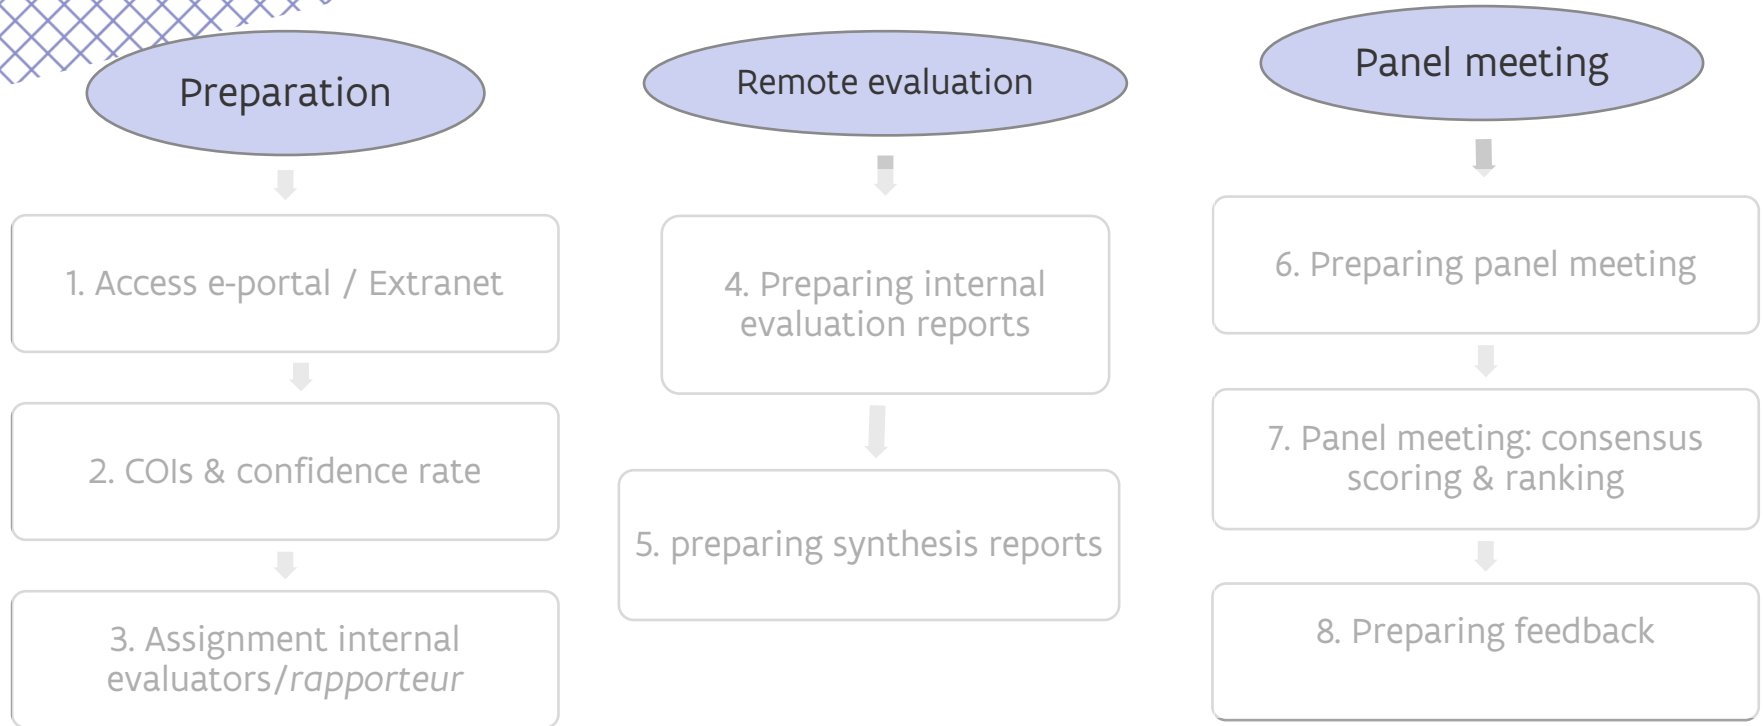 Preparation
1. Access e-portal / Extranet
2. COIs & confidence rate
3. Assignment internal
evaluators/rapporteur
Remote evaluation
4. Preparing internal
evaluation reports
5. preparing synthesis reports
Panel meeting
6. Preparing panel meeting
7. Panel meeting: consensus
scoring & ranking
8. Preparing feedback